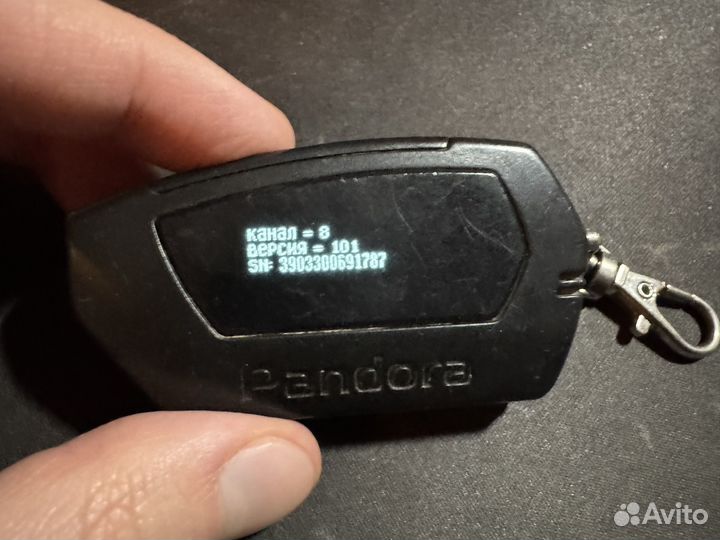 канал = 8
версия = 101
SN: 3903300691787
Pandora
Avito